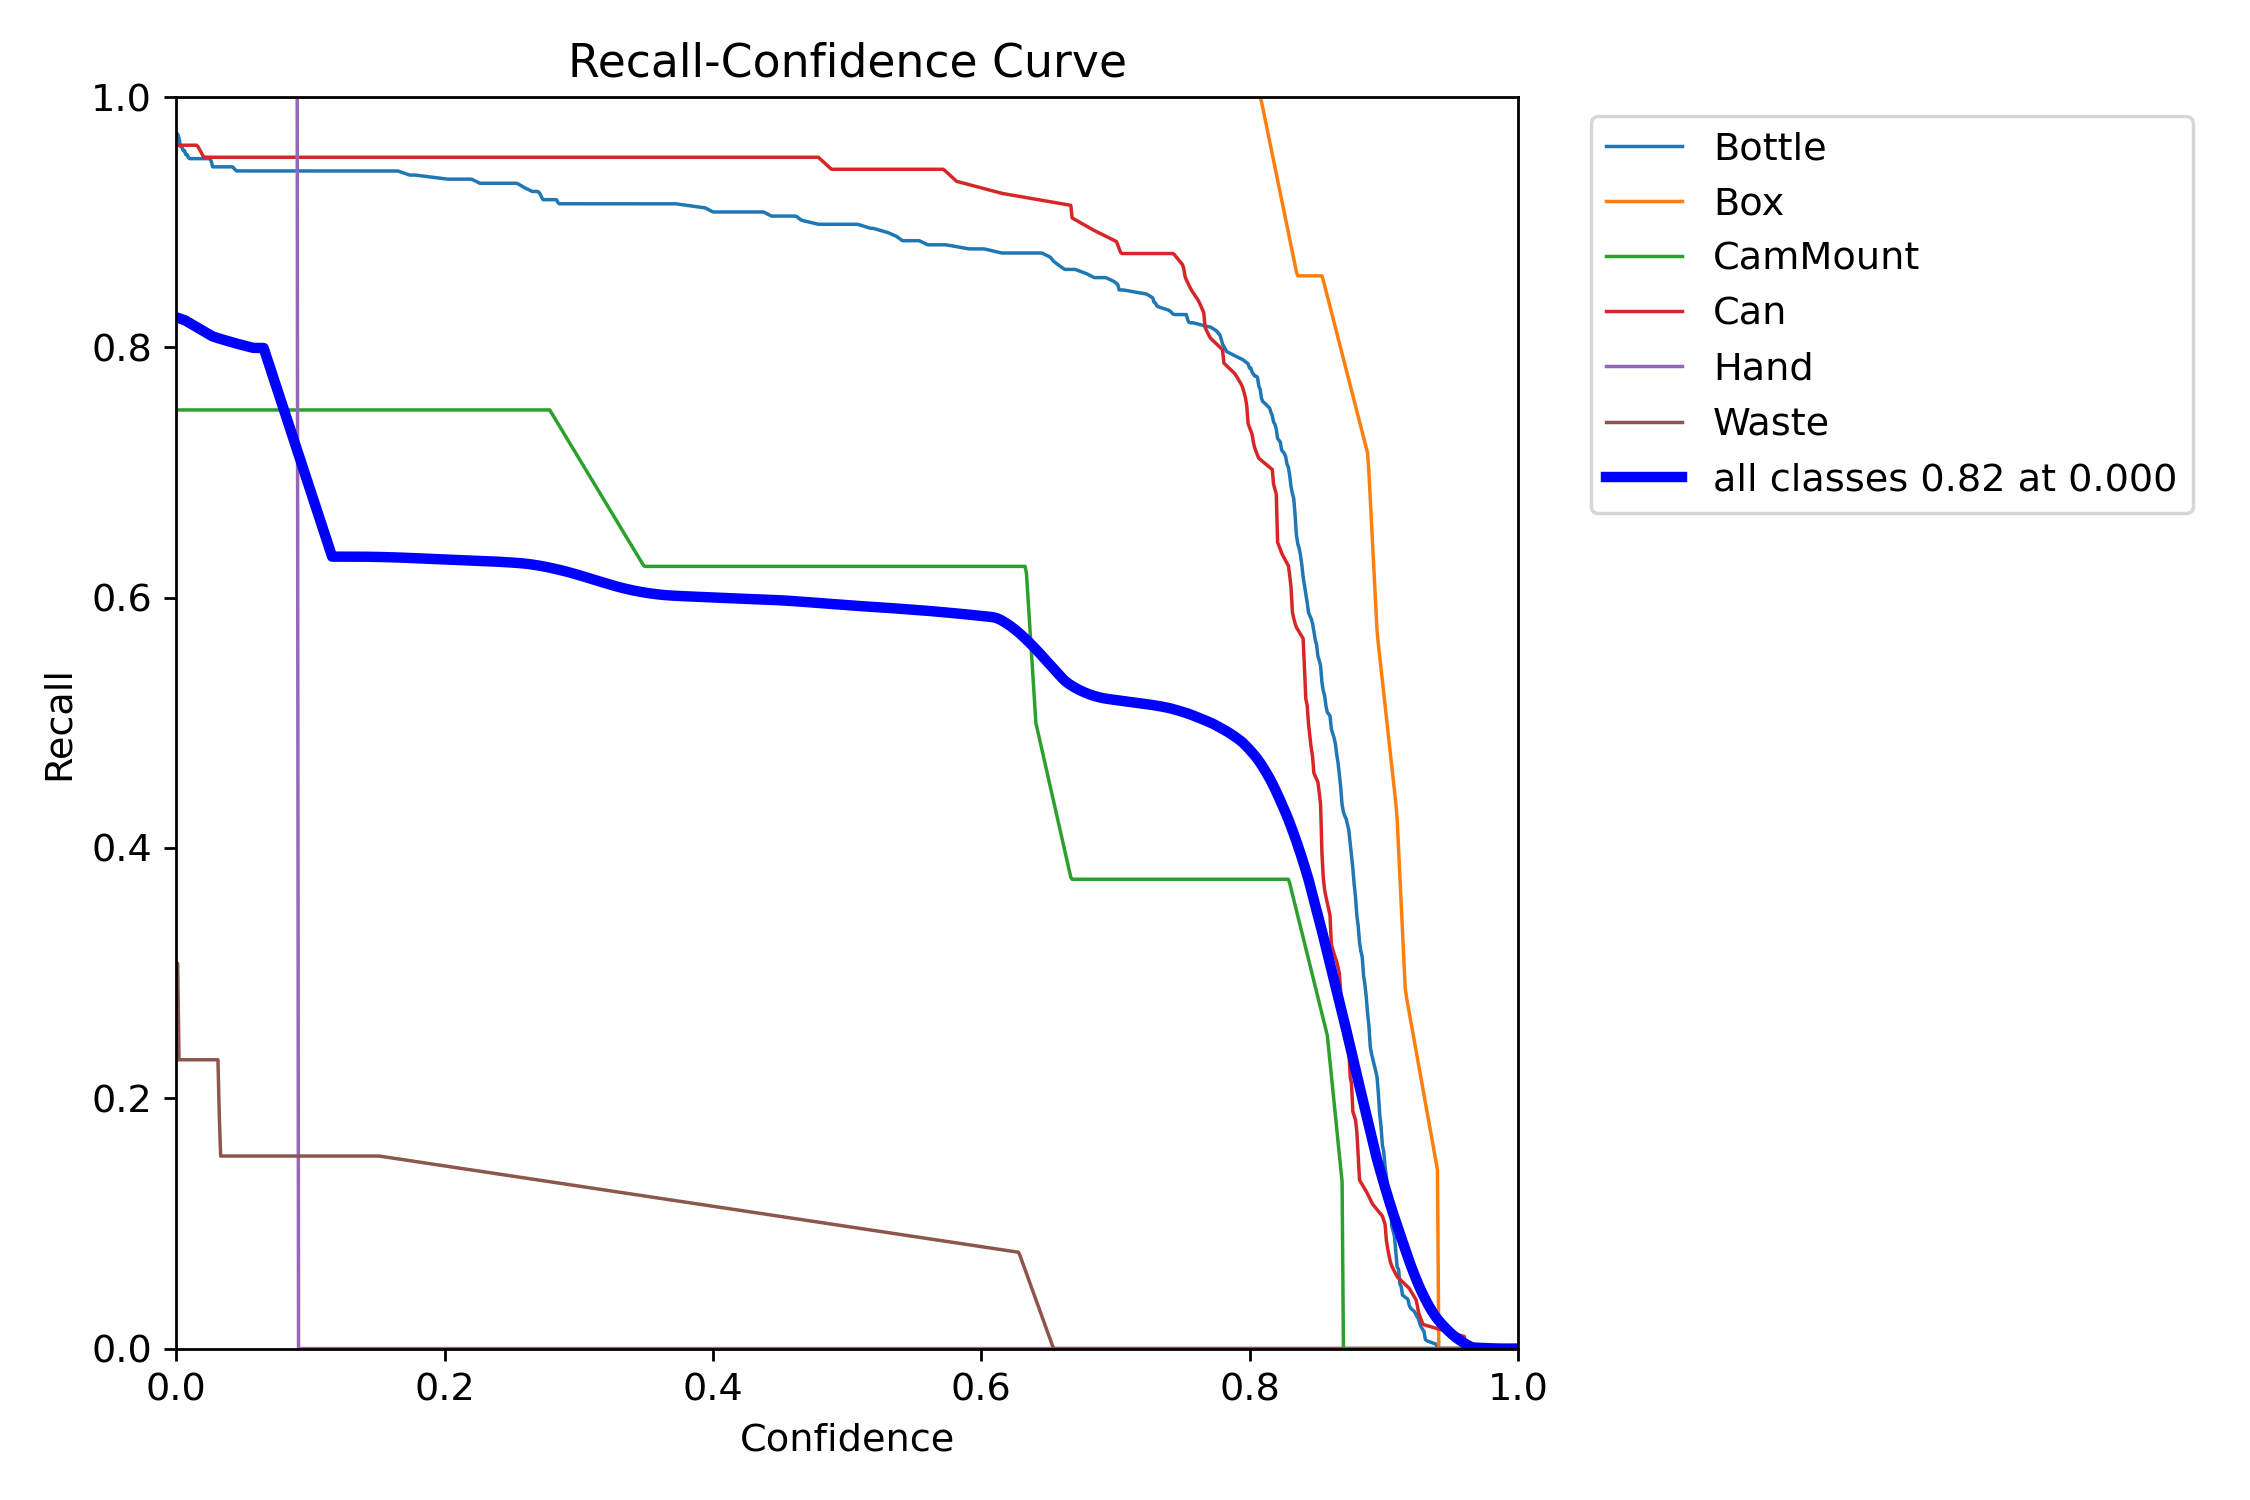 Recall-Confidence Curve
1.0
0.8
0.6
0.4
0.2
0.0
Recall
0.0 0.2 0.4 0.6 0.8 1.0
Confidence
Bottle
Box
CamMount
Can
Hand
Waste
all classes 0.82 at 0.000